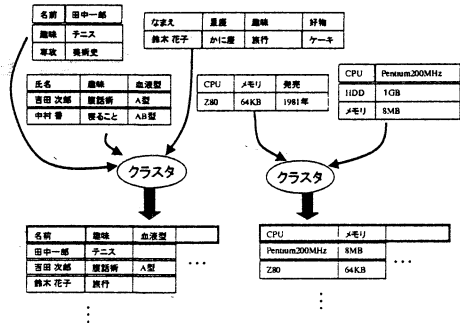 名前 田中一郎
趣味 テニス
専攻 美術史
なまえ 星座 趣味 好物
鈴木 花子 かに座 旅行 ケーキ
氏名 趣味 血液型
吉田 次郎 腹話術 A型
中村 寝ること AB型
CPU メモリ 発売
Z80 64KB 1981年
CPU Pentium200MHz
HDD 1GB
メモリ 8MB
クラスタ
クラスタ
名前 趣味 血液型
田中一郎 テニス
吉田 次郎 腹話術 A型
鈴木 花子 旅行
CPU メモリ
Pentium200MHz 8MB
Z80 64KB